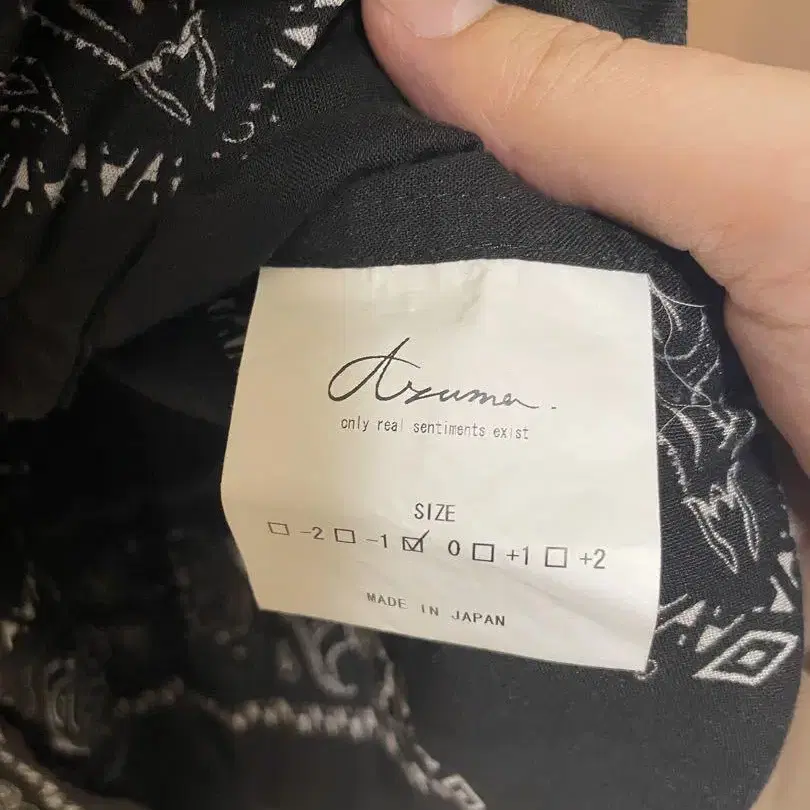 Azuma.
only real sentiments exist
SIZE
☐ -2 ☐ -1 ☑ 0 ☐ +1 ☐ +2
MADE IN JAPAN